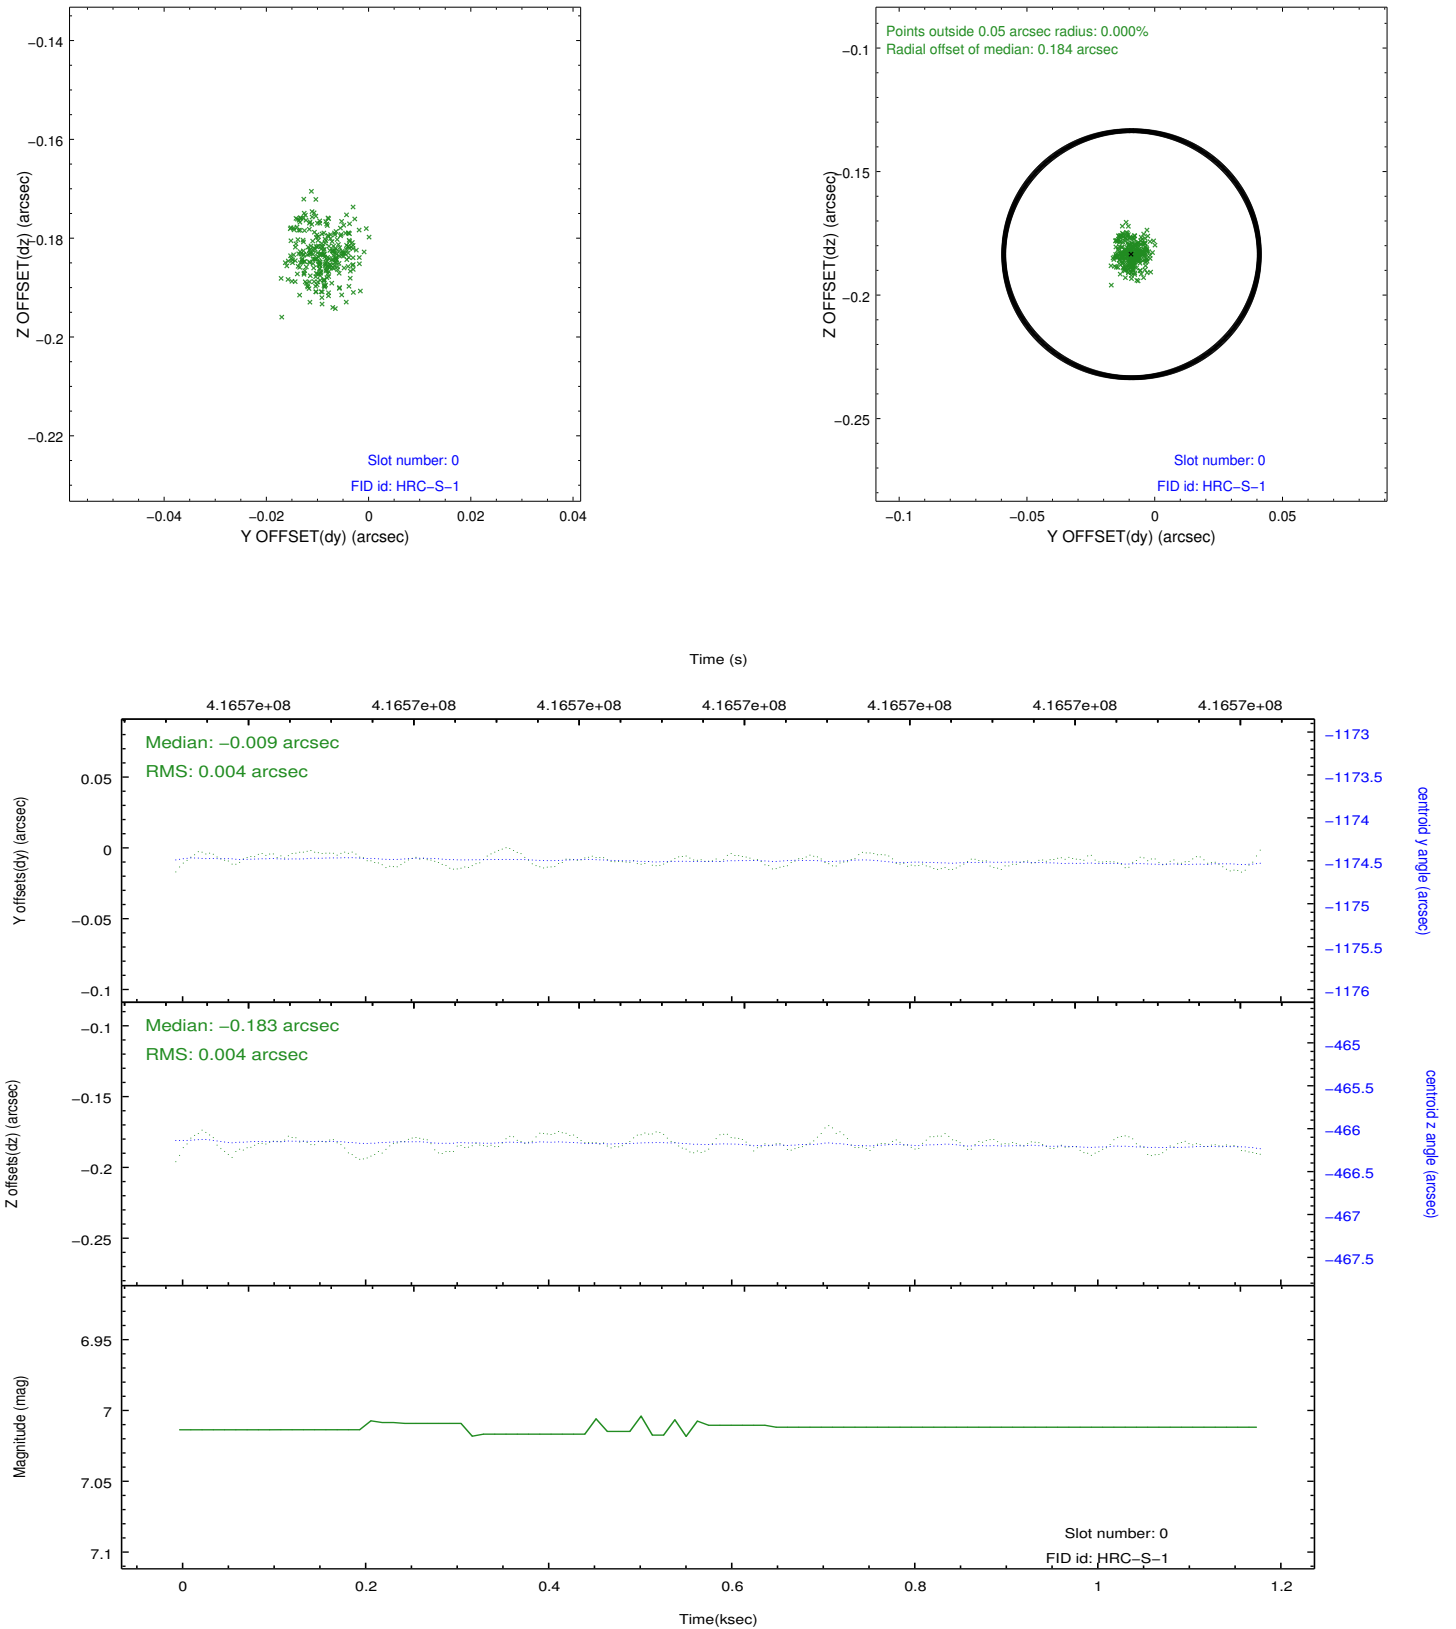 −0.14
−0.16
−0.18
−0.2
−0.22
Z OFFSET(dz) (arcsec)
Slot number: 0
FID id: HRC−S−1
−0.04
−0.02
0
0.02
0.04
Y OFFSET(dy) (arcsec)
Points outside 0.05 arcsec radius: 0.000%
Radial offset of median: 0.184 arcsec
−0.1
−0.15
−0.2
−0.25
Z OFFSET(dz) (arcsec)
Slot number: 0
FID id: HRC−S−1
−0.1
−0.05
0
0.05
Y OFFSET(dy) (arcsec)
Time (s)
4.1657e+08
4.1657e+08
4.1657e+08
4.1657e+08
4.1657e+08
4.1657e+08
4.1657e+08
Median: −0.009 arcsec
RMS: 0.004 arcsec
0.05
0
−0.05
−0.1
Y offsets(dy) (arcsec)
−1173
−1173.5
−1174
−1174.5
−1175
−1175.5
−1176
centroid y angle (arcsec)
Median: −0.183 arcsec
RMS: 0.004 arcsec
−0.1
−0.15
−0.2
−0.25
Z offsets(dz) (arcsec)
−465
−465.5
−466
−466.5
−467
−467.5
centroid z angle (arcsec)
6.95
7
7.05
7.1
Magnitude (mag)
Slot number: 0
FID id: HRC−S−1
0
0.2
0.4
0.6
0.8
1
1.2
Time(ksec)